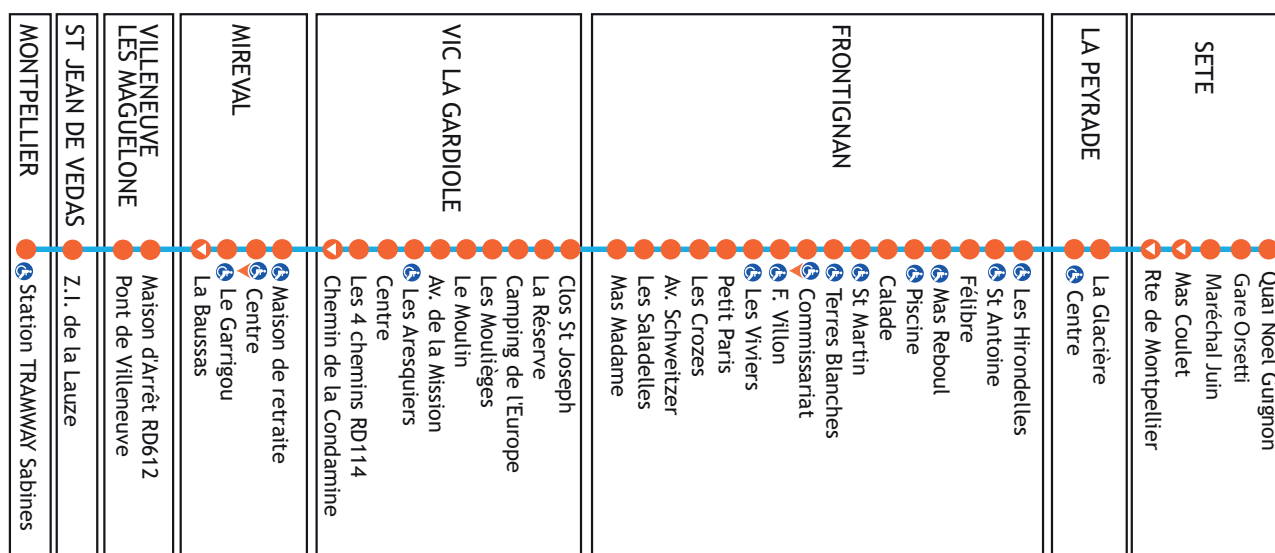 SETE
Quai Noël Guignon
Gare Orsetti
Maréchal Juin
Mas Coulet
Rte de Montpellier
LA PEYRADE
La Glacière
Centre
FRONTIGNAN
Les Hirondelles
St Antoine
Félibre
Mas Reboul
Piscine
Calade
St Martin
Terres Blanches
Commissariat
F. Villon
Les Viviers
Petit Paris
Les Crozes
Av. Schweitzer
Les Saladelles
Mas Madame
VIC LA GARDIOLE
Clos St Joseph
La Réserve
Camping de l'Europe
Les Moulièges
Le Moulin
Av. de la Mission
Les Aresquiers
Centre
Les 4 chemins RD114
Chemin de la Condamine
MIREVAL
Maison de retraite
Centre
Le Garrigou
La Baussas
VILLENEUVE
LES MAGUELONE
Maison d'Arrêt RD612
Pont de Villeneuve
ST JEAN DE VEDAS
Z.I. de la Lauze
MONTPELLIER
Station TRAMWAY Sabines